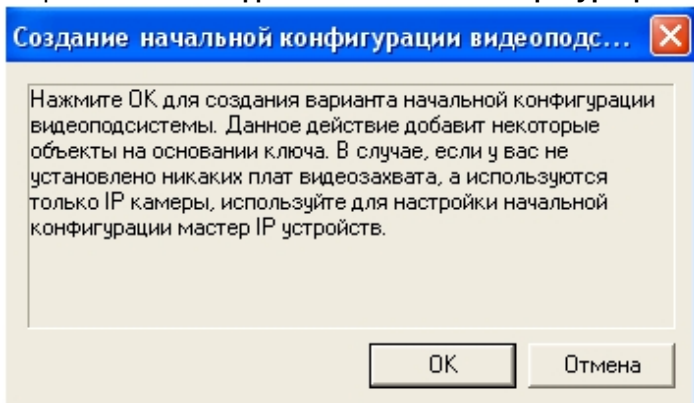 Создание начальной конфигурации видеоподс...
Нажмите OK для создания варианта начальной конфигурации
видеоподсистемы. Данное действие добавит некоторые
объекты на основании ключа. В случае, если у вас не
установлено никаких плат видеозахвата, а используются
только IP камеры, используйте для настройки начальной
конфигурации мастер IP устройств.
OK
Отмена